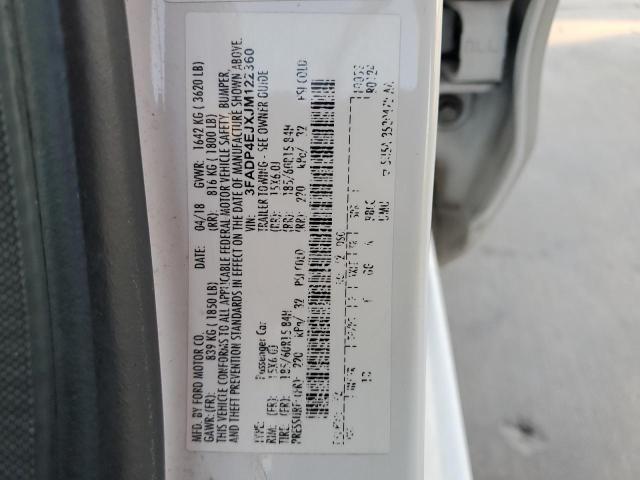 MFD. BY FORD MOTOR CO.
DATE: 04/18 GVWR: 1642 KG ( 3620 LB)
GAWR: (FR): 839 KG ( 1850 LB) (RR): 816 KG ( 1800 LB)
THIS VEHICLE CONFORMS TO ALL APPLICABLE FEDERAL MOTOR VEHICLE SAFETY, BUMPER,
AND THEFT PREVENTION STANDARDS IN EFFECT ON THE DATE OF MANUFACTURE SHOWN ABOVE.
VIN: 3FADP4EJXJM122360
TYPE: Passenger Car TRAILER TOWING - SEE OWNER GUIDE
RIM: (FR): 15X6.0J (RR): 15X6.0J
TIRE: (FR): 185/60R15 84H (RR): 185/60R15 84H
PRESSURE: (FR): 220 kPa/ 32 PSI COLD (RR): 220 kPa/ 32 PSI COLD